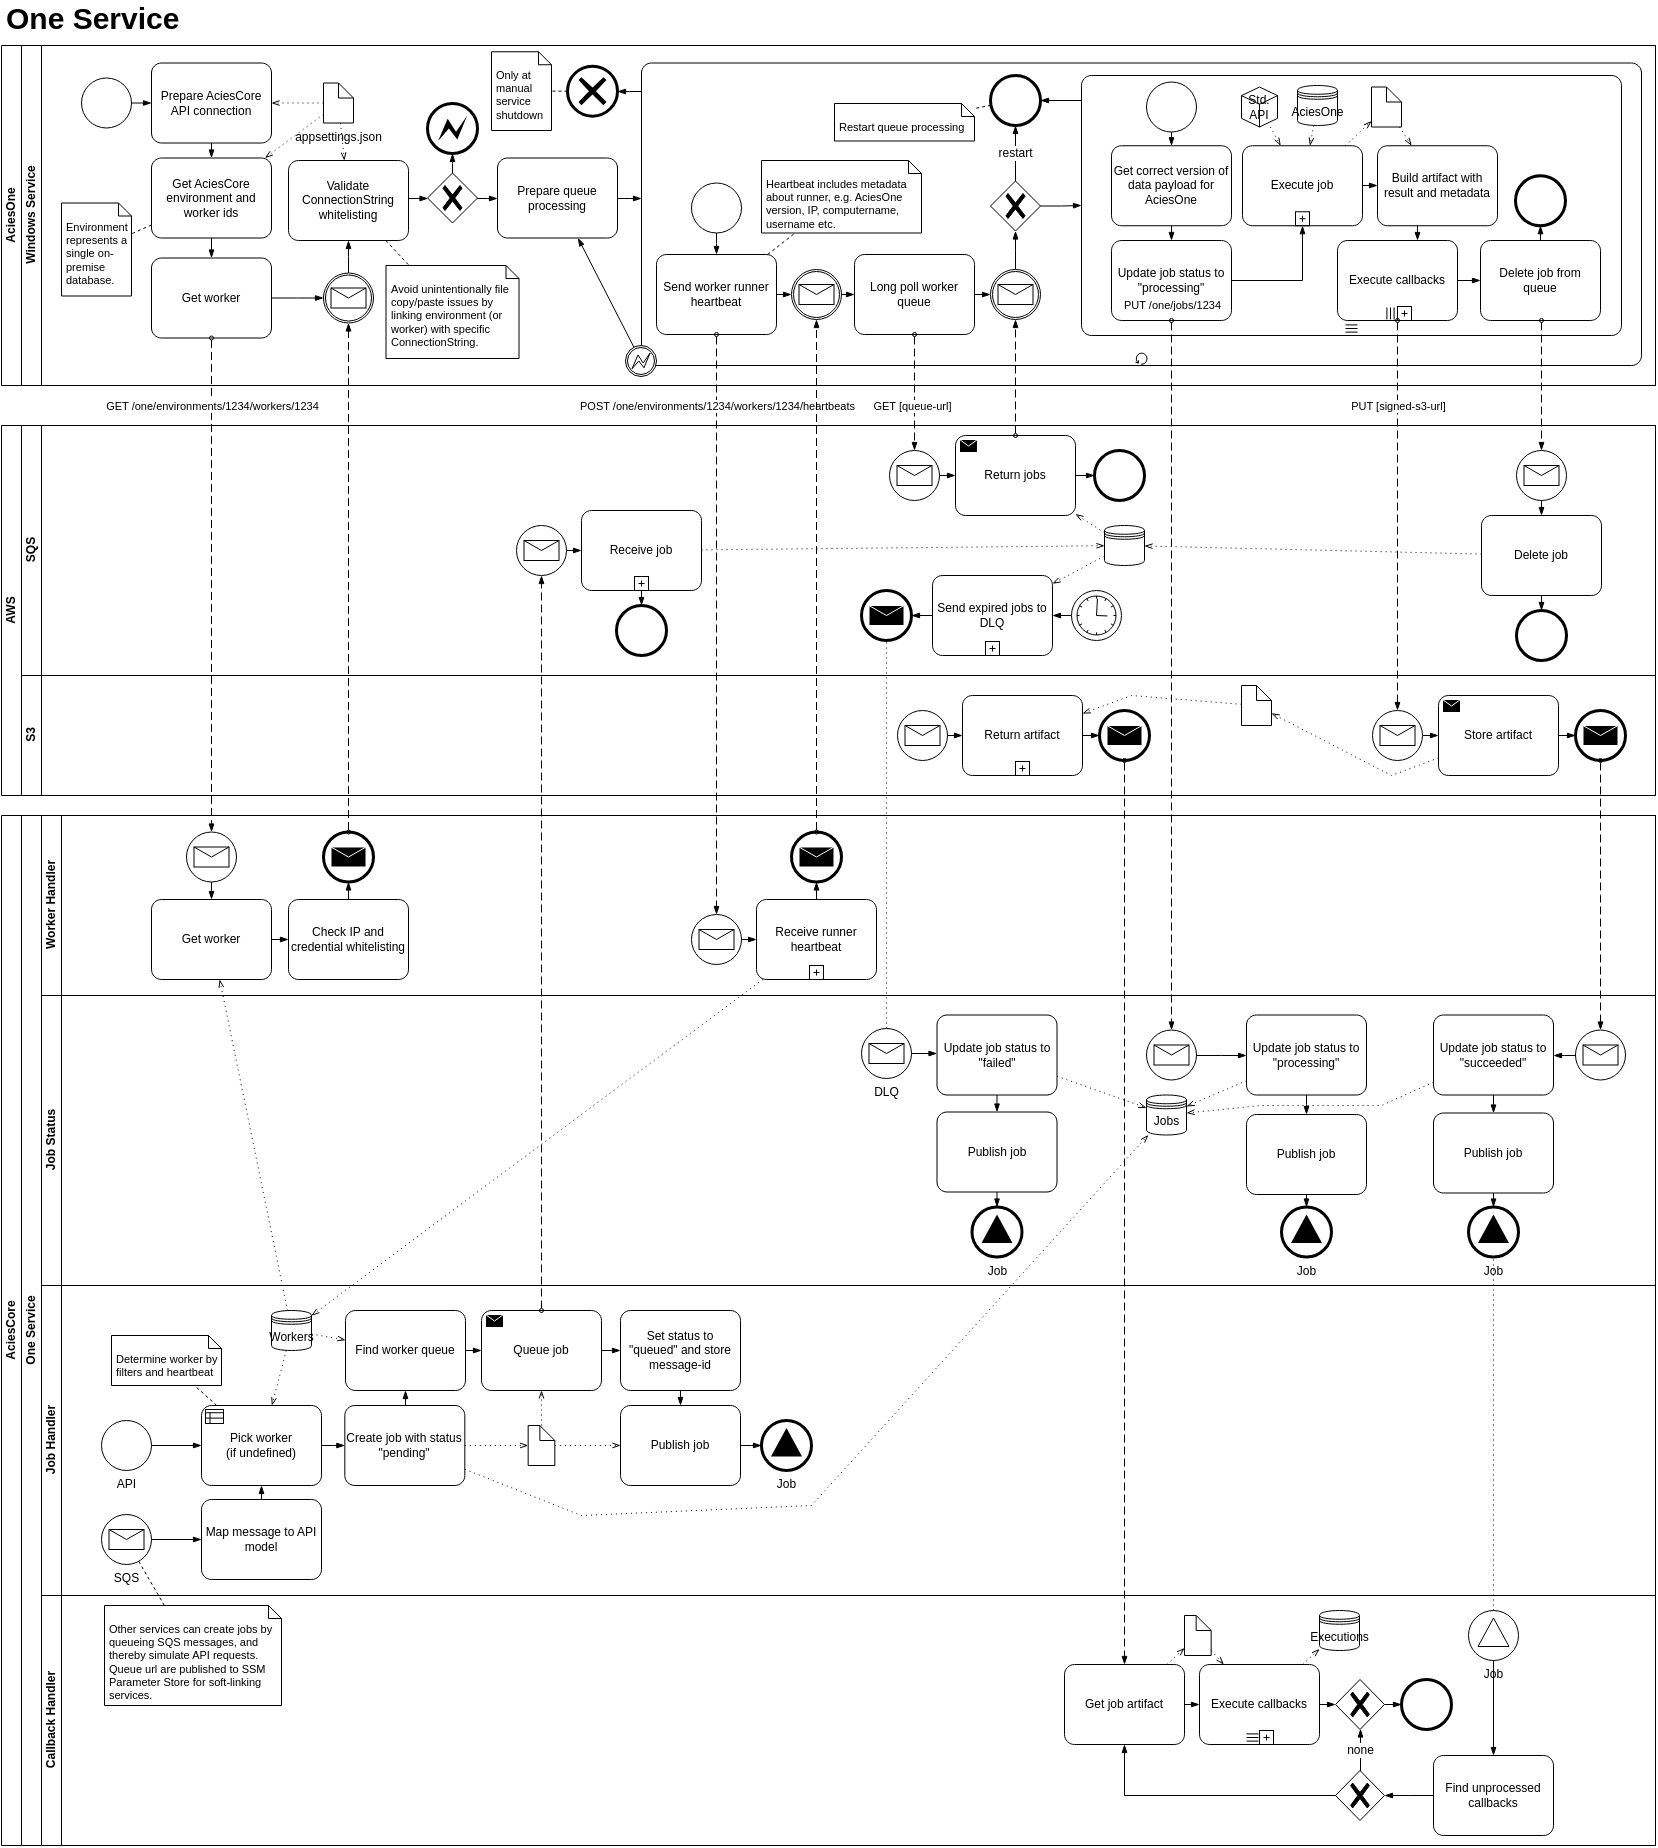 One Service
AciesOne
Windows Service
Prepare AciesCore
API connection
appsettings.json
Get AciesCore
environment and
worker ids
Environment
represents a
single on-
premise
database.
Get worker
Validate
ConnectionString
whitelisting
Avoid unintentionally file
copy/paste issues by
linking environment (or
worker) with specific
ConnectionString.
Only at
manual
service
shutdown
Prepare queue
processing
Heartbeat includes metadata
about runner, e.g. AciesOne
version, IP, computername,
username etc.
Send worker runner
heartbeat
Long poll worker
queue
Restart queue processing
restart
Get correct version of
data payload for
AciesOne
Update job status to
"processing"
PUT /one/jobs/1234
Std.
API
AciesOne
Execute job
Build artifact with
result and metadata
Execute callbacks
Delete job from
queue
GET /one/environments/1234/workers/1234
POST /one/environments/1234/workers/1234/heartbeats
GET [queue-url]
PUT [signed-s3-url]
AWS
SQS
Return jobs
Receive job
Send expired jobs to
DLQ
Delete job
S3
Return artifact
Store artifact
AciesCore
One Service
Worker Handler
Get worker
Check IP and
credential whitelisting
Receive runner
heartbeat
Job Status
DLQ
Update job status to
"failed"
Publish job
Job
Jobs
Update job status to
"processing"
Publish job
Job
Update job status to
"succeeded"
Publish job
Job
Job Handler
Workers
Determine worker by
filters and heartbeat
Find worker queue
Queue job
Set status to
"queued" and store
message-id
API
Pick worker
(if undefined)
Create job with status
"pending"
Publish job
Job
SQS
Map message to API
model
Callback Handler
Other services can create jobs by
queueing SQS messages, and
thereby simulate API requests.
Queue url are published to SSM
Parameter Store for soft-linking
services.
Executions
Job
Get job artifact
Execute callbacks
none
Find unprocessed
callbacks